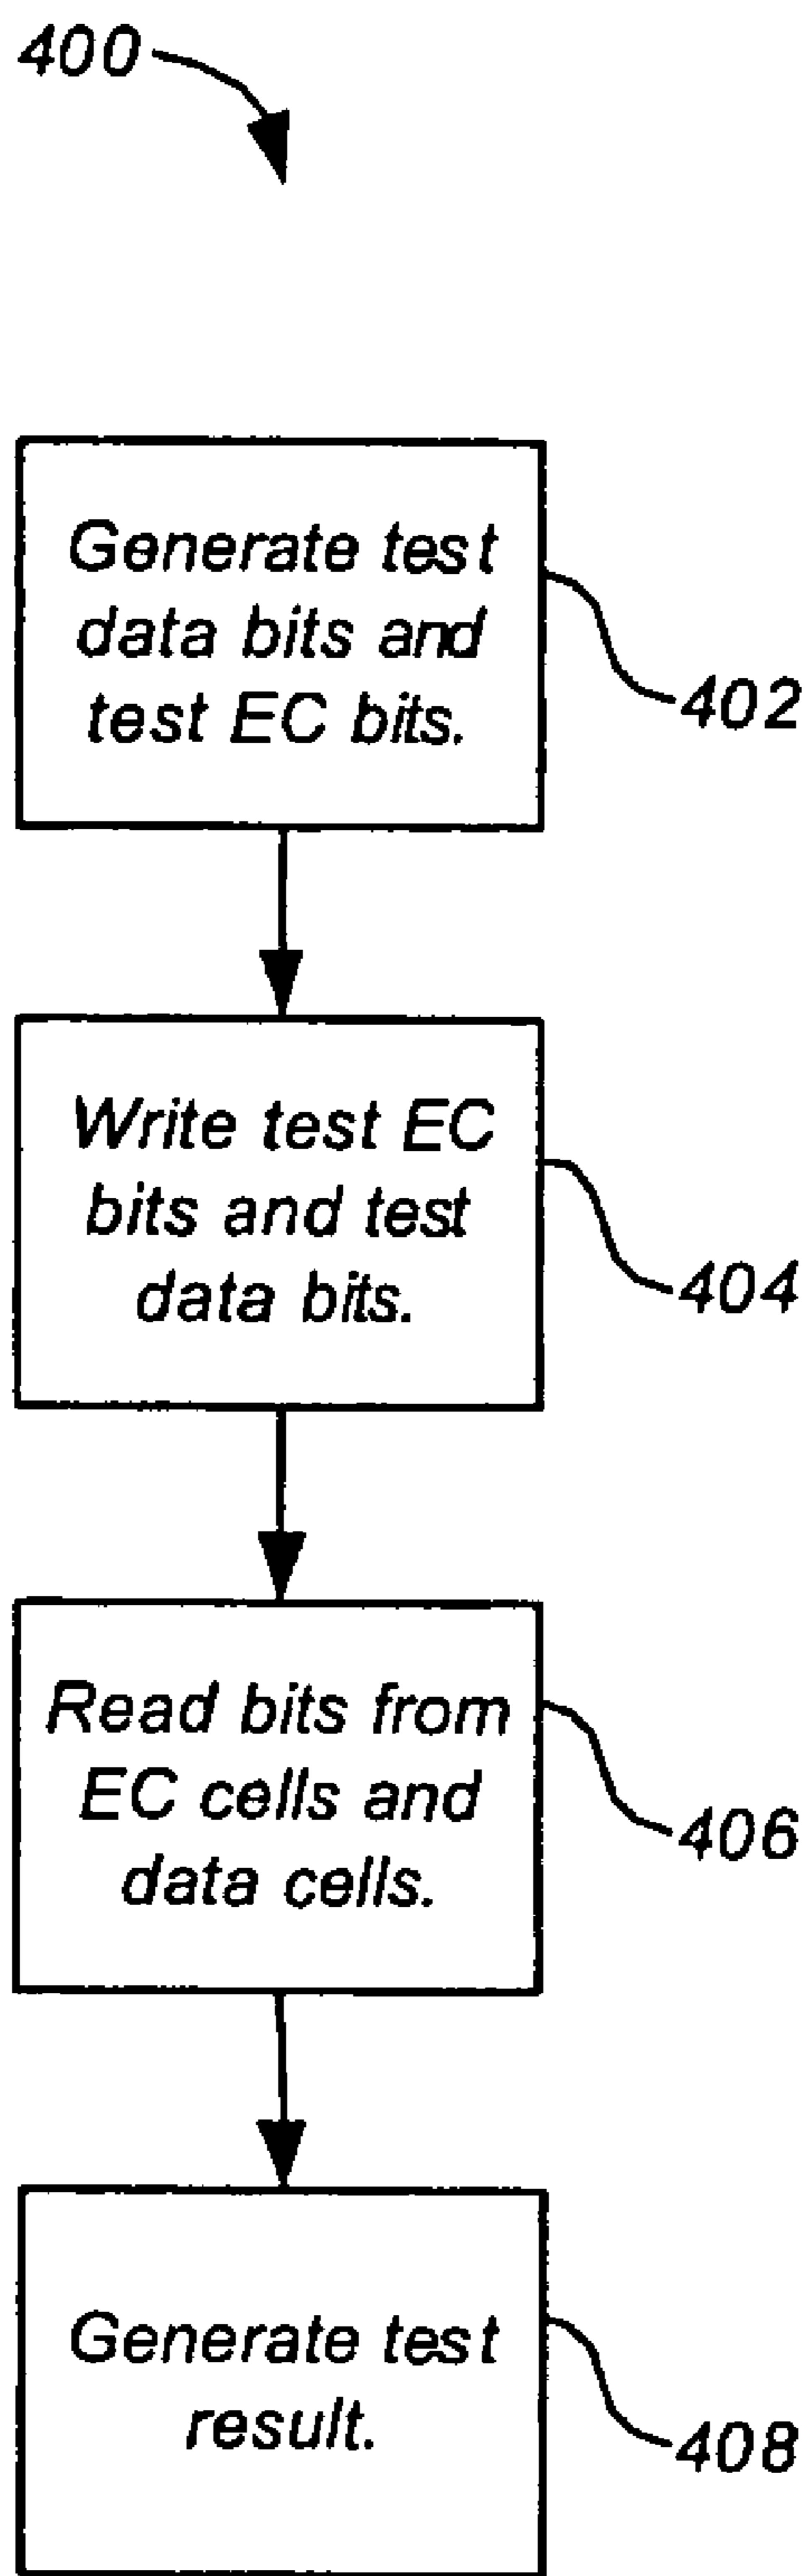 400
Generate test
data bits and
test EC bits.
402
Write test EC
bits and test
data bits.
404
Read bits from
EC cells and
data cells.
406
Generate test
result.
408